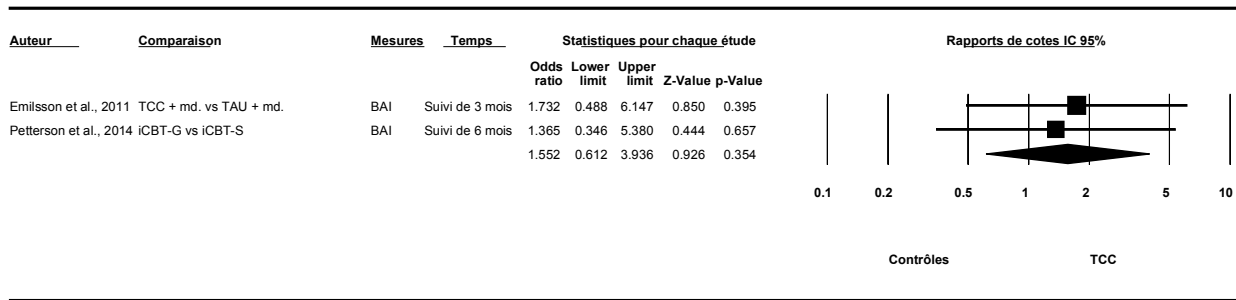 Auteur Comparaison Mesures Temps Statistiques pour chaque étude Rapports de cotes IC 95%
Odds Lower Upper
ratio limit limit Z-Value p-Value
Emilsson et al., 2011 TCC + md. vs TAU + md. BAI Suivi de 3 mois 1.732 0.488 6.147 0.850 0.395
Petterson et al., 2014 iCBT-G vs iCBT-S BAI Suivi de 6 mois 1.365 0.346 5.380 0.444 0.657
1.552 0.612 3.936 0.926 0.354
0.1 0.2 0.5 1 2 5 10
Contrôles TCC